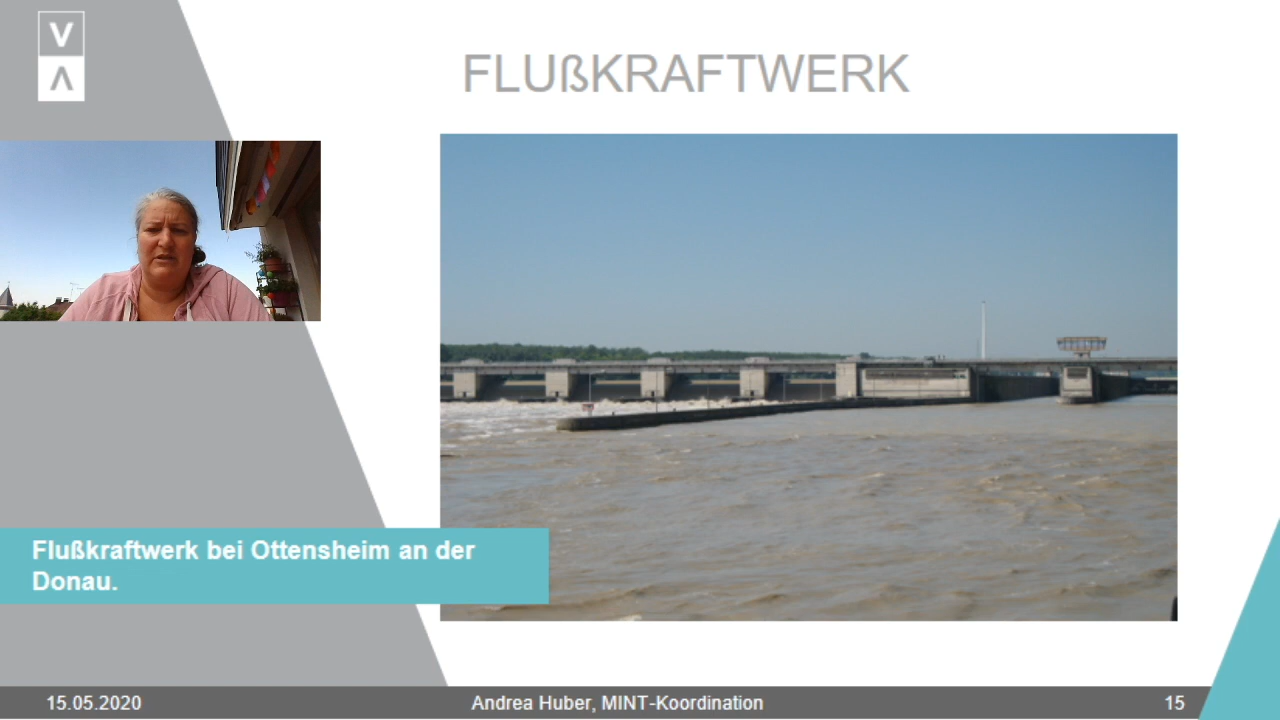 V
Λ
FLUßKRAFTWERK
Flußkraftwerk bei Ottensheim an der
Donau.
15.05.2020
Andrea Huber, MINT-Koordination
15